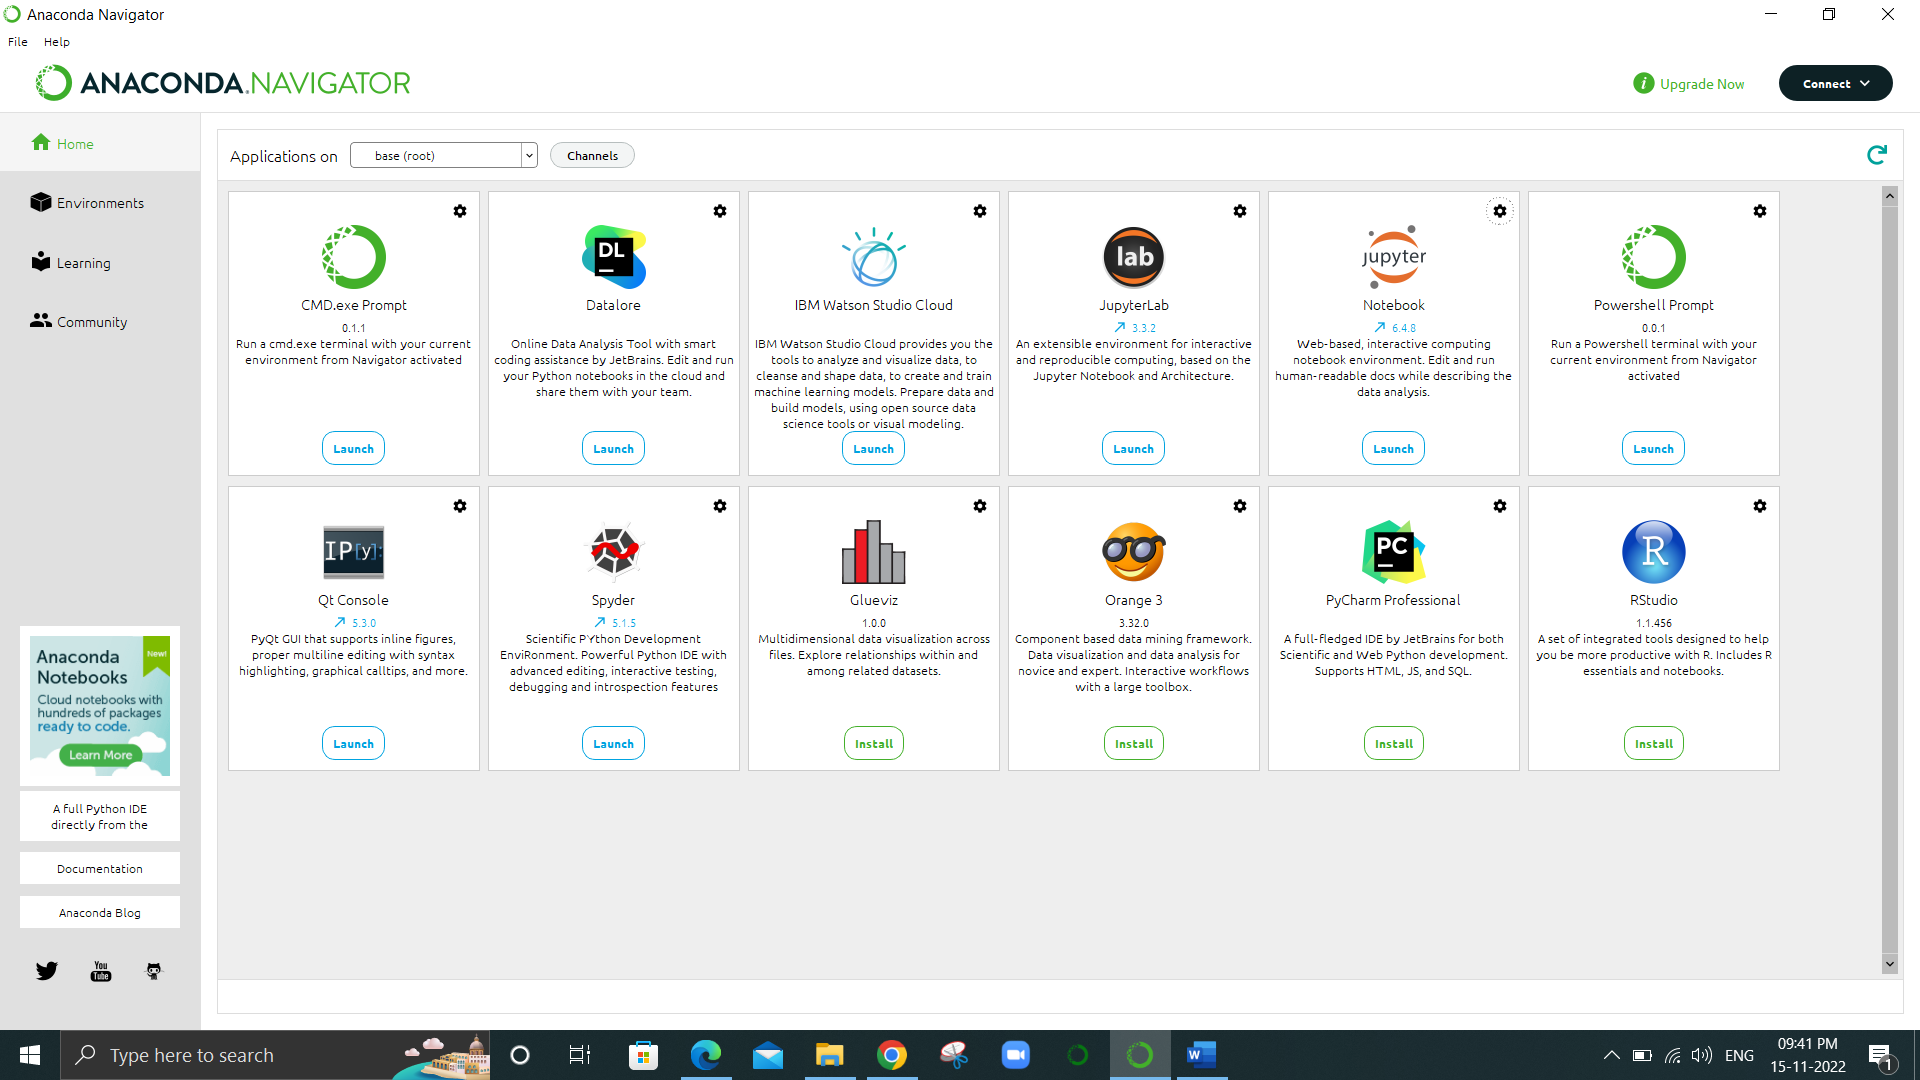 Anaconda Navigator
File Help
ANACONDA.NAVIGATOR
i Upgrade Now Connect
Home
Environments
Learning
Community
Applications on base (root) Channels
CMD.exe Prompt
0.1.1
Run a cmd.exe terminal with your current
environment from Navigator activated
Launch
DL
Datalore
Online Data Analysis Tool with smart
coding assistance by JetBrains. Edit and run
your Python notebooks in the cloud and
share them with your team.
Launch
IBM Watson Studio Cloud
IBM Watson Studio Cloud provides you the
tools to analyze and visualize data, to
cleanse and shape data, to create and train
machine learning models. Prepare data and
build models, using open source data
science tools or visual modeling.
Launch
lab
JupyterLab
3.3.2
An extensible environment for interactive
and reproducible computing, based on the
Jupyter Notebook and Architecture.
Launch
jupyter
Notebook
6.4.8
Web-based, interactive computing
notebook environment. Edit and run
human-readable docs while describing the
data analysis.
Launch
Powershell Prompt
0.0.1
Run a Powershell terminal with your
current environment from Navigator
activated
Launch
IP[y]:
Qt Console
5.3.0
PyQt GUI that supports inline figures,
proper multiline editing with syntax
highlighting, graphical calltips, and more.
Launch
Spyder
5.1.5
Scientific PYthon Development
EnviRonment. Powerful Python IDE with
advanced editing, interactive testing,
debugging and introspection features
Launch
Glueviz
1.0.0
Multidimensional data visualization across
files. Explore relationships within and
among related datasets.
Install
Orange 3
3.32.0
Component based data mining framework.
Data visualization and data analysis for
novice and expert. Interactive workflows
with a large toolbox.
Install
PC
PyCharm Professional
A full-fledged IDE by JetBrains for both
Scientific and Web Python development.
Supports HTML, JS, and SQL.
Install
R
RStudio
1.1.456
A set of integrated tools designed to help
you be more productive with R. Includes R
essentials and notebooks.
Install
New!
Anaconda
Notebooks
Cloud notebooks with
hundreds of packages
ready to code.
Learn More
A full Python IDE
directly from the
Documentation
Anaconda Blog
You
Tube
Type here to search
W
ENG
09:41 PM
15-11-2022
1